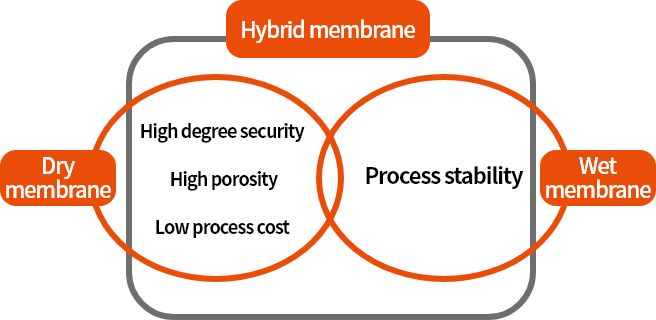 Hybrid membrane
High degree security
High porosity
Low process cost
Process stability
Dry
membrane
Wet
membrane